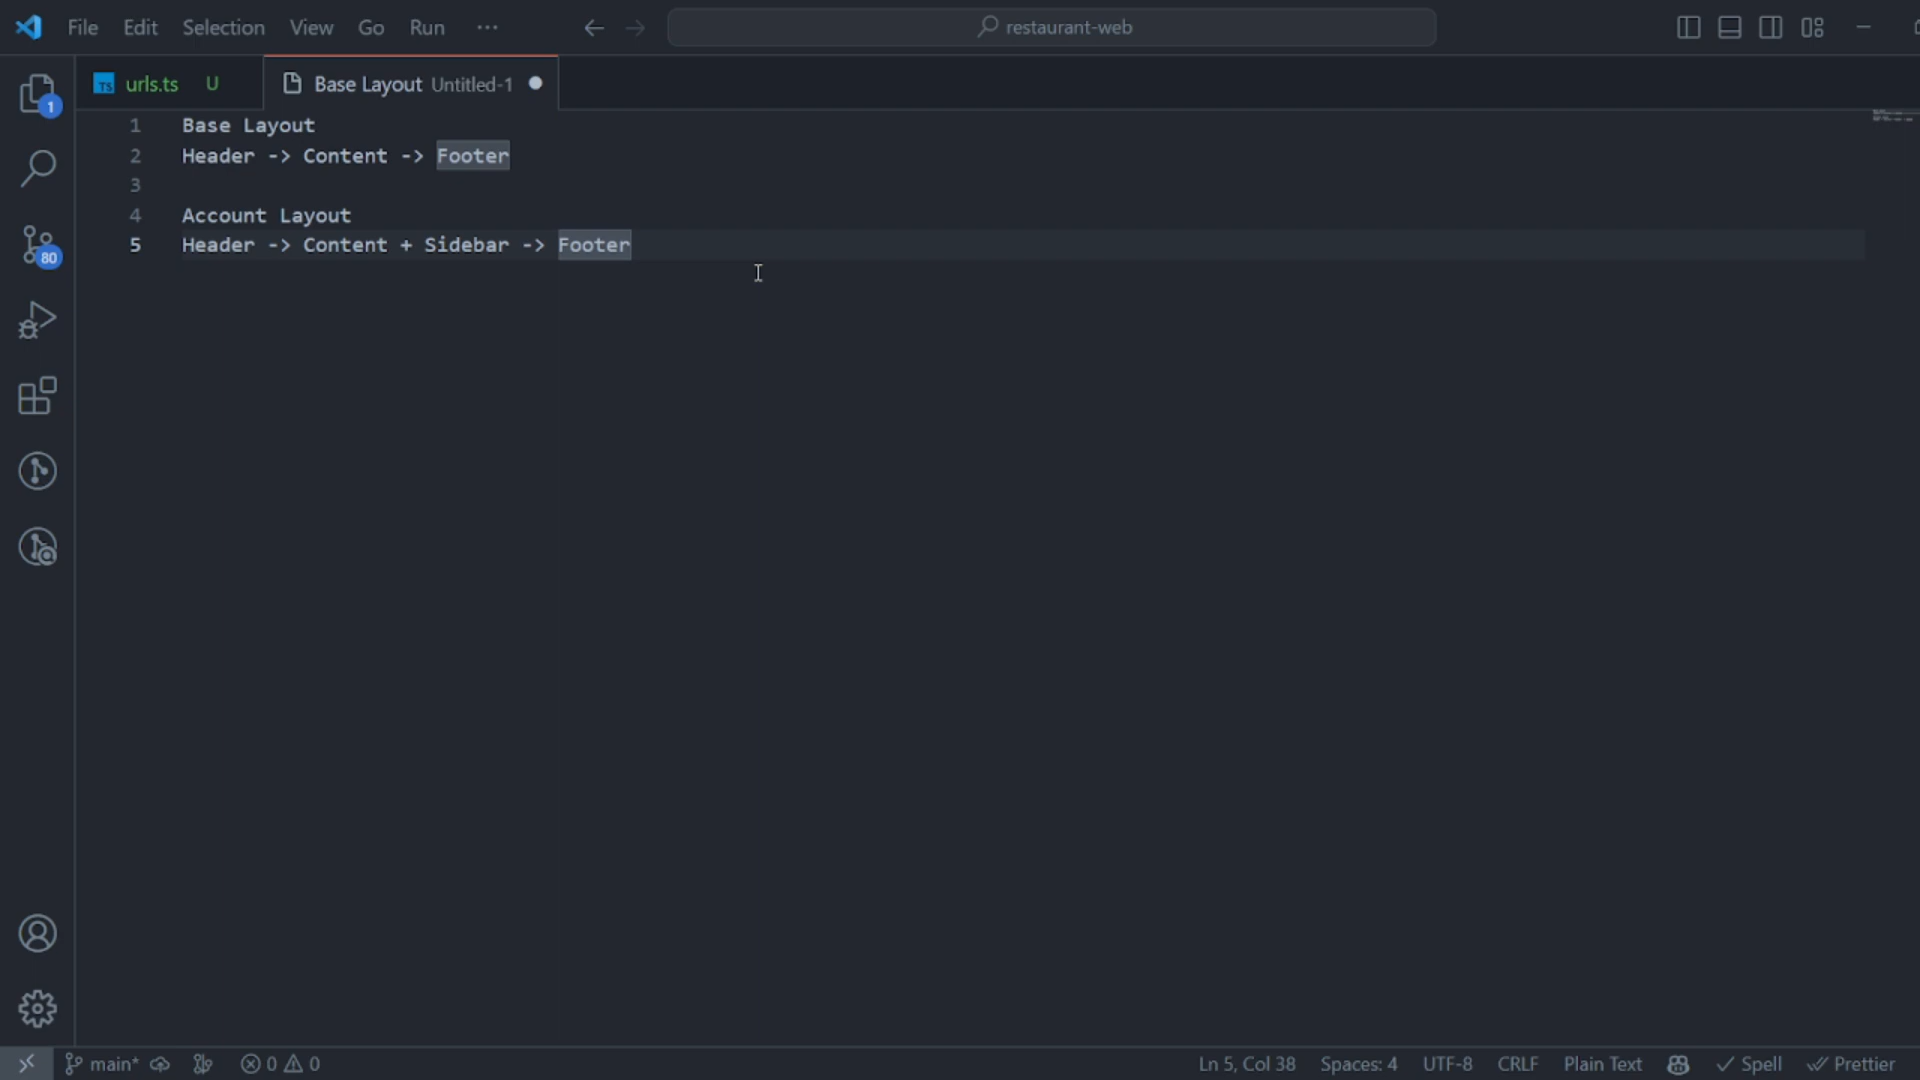 File Edit Selection View Go Run ··· restaurant-web
urls.ts U Base Layout Untitled-1
1 Base Layout
2 Header -> Content -> Footer
3
4 Account Layout
5 Header -> Content + Sidebar -> Footer
1
80
main* 0 0 Ln 5, Col 38 Spaces: 4 UTF-8 CRLF Plain Text Spell Prettier